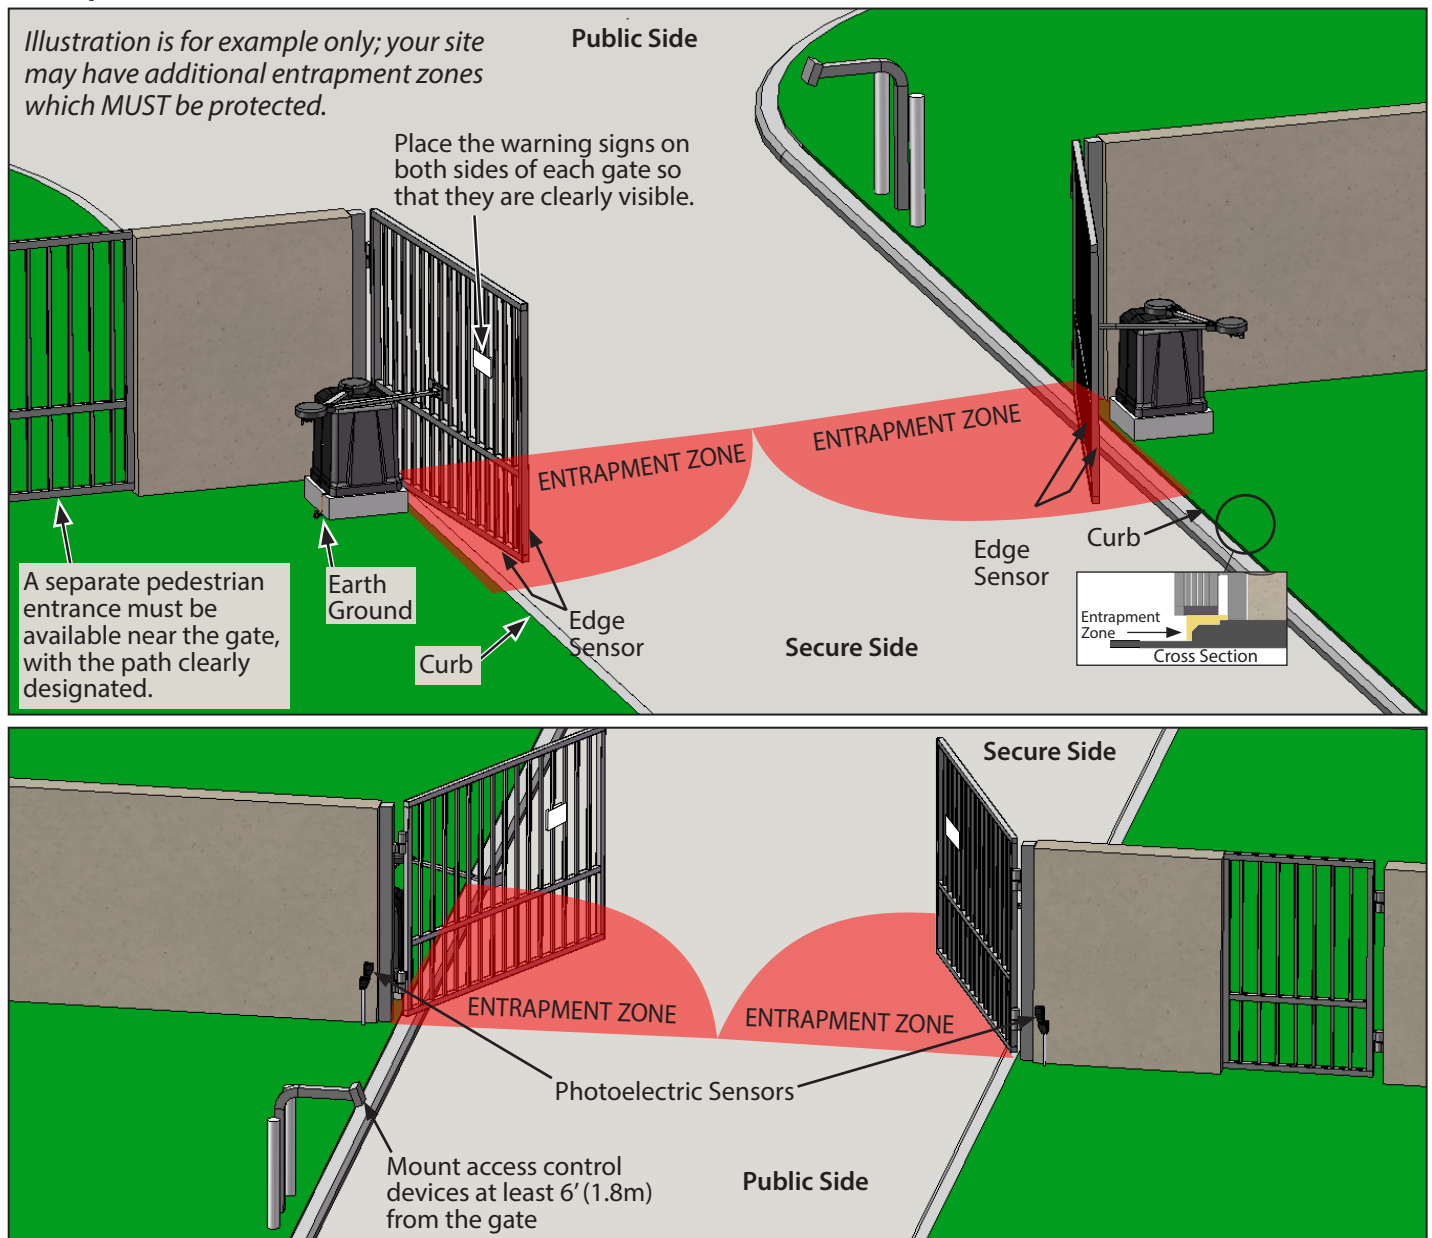 Illustration is for example only; your site
may have additional entrapment zones
which MUST be protected.
Public Side
Place the warning signs on
both sides of each gate so
that they are clearly visible.
ENTRAPMENT ZONE
ENTRAPMENT ZONE
A separate pedestrian
entrance must be
available near the gate,
with the path clearly
designated.
Earth
Ground
Edge
Sensor
Curb
Secure Side
Edge
Sensor
Curb
Entrapment
Zone
Cross Section
Secure Side
ENTRAPMENT ZONE
ENTRAPMENT ZONE
Photoelectric Sensors
Mount access control
devices at least 6’ (1.8m)
from the gate
Public Side